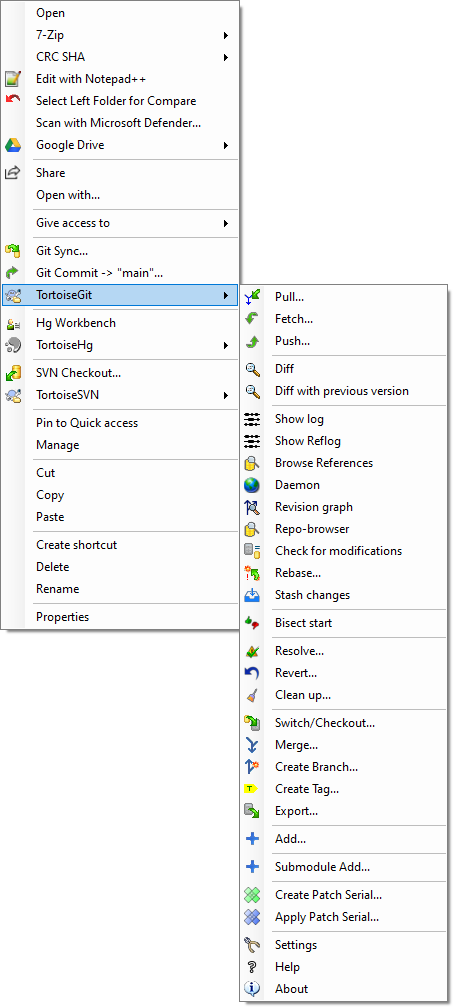 Open
7-Zip
CRC SHA
Edit with Notepad++
Select Left Folder for Compare
Scan with Microsoft Defender...
Google Drive
Share
Open with...
Give access to
Git Sync...
Git Commit -> "main"...
TortoiseGit
Hg Workbench
TortoiseHg
SVN Checkout...
TortoiseSVN
Pin to Quick access
Manage
Cut
Copy
Paste
Create shortcut
Delete
Rename
Properties
Pull...
Fetch...
Push...
Diff
Diff with previous version
Show log
Show Reflog
Browse References
Daemon
Revision graph
Repo-browser
Check for modifications
Rebase...
Stash changes
Bisect start
Resolve...
Revert...
Clean up...
Switch/Checkout...
Merge...
Create Branch...
Create Tag...
Export...
Add...
Submodule Add...
Create Patch Serial...
Apply Patch Serial...
Settings
Help
About